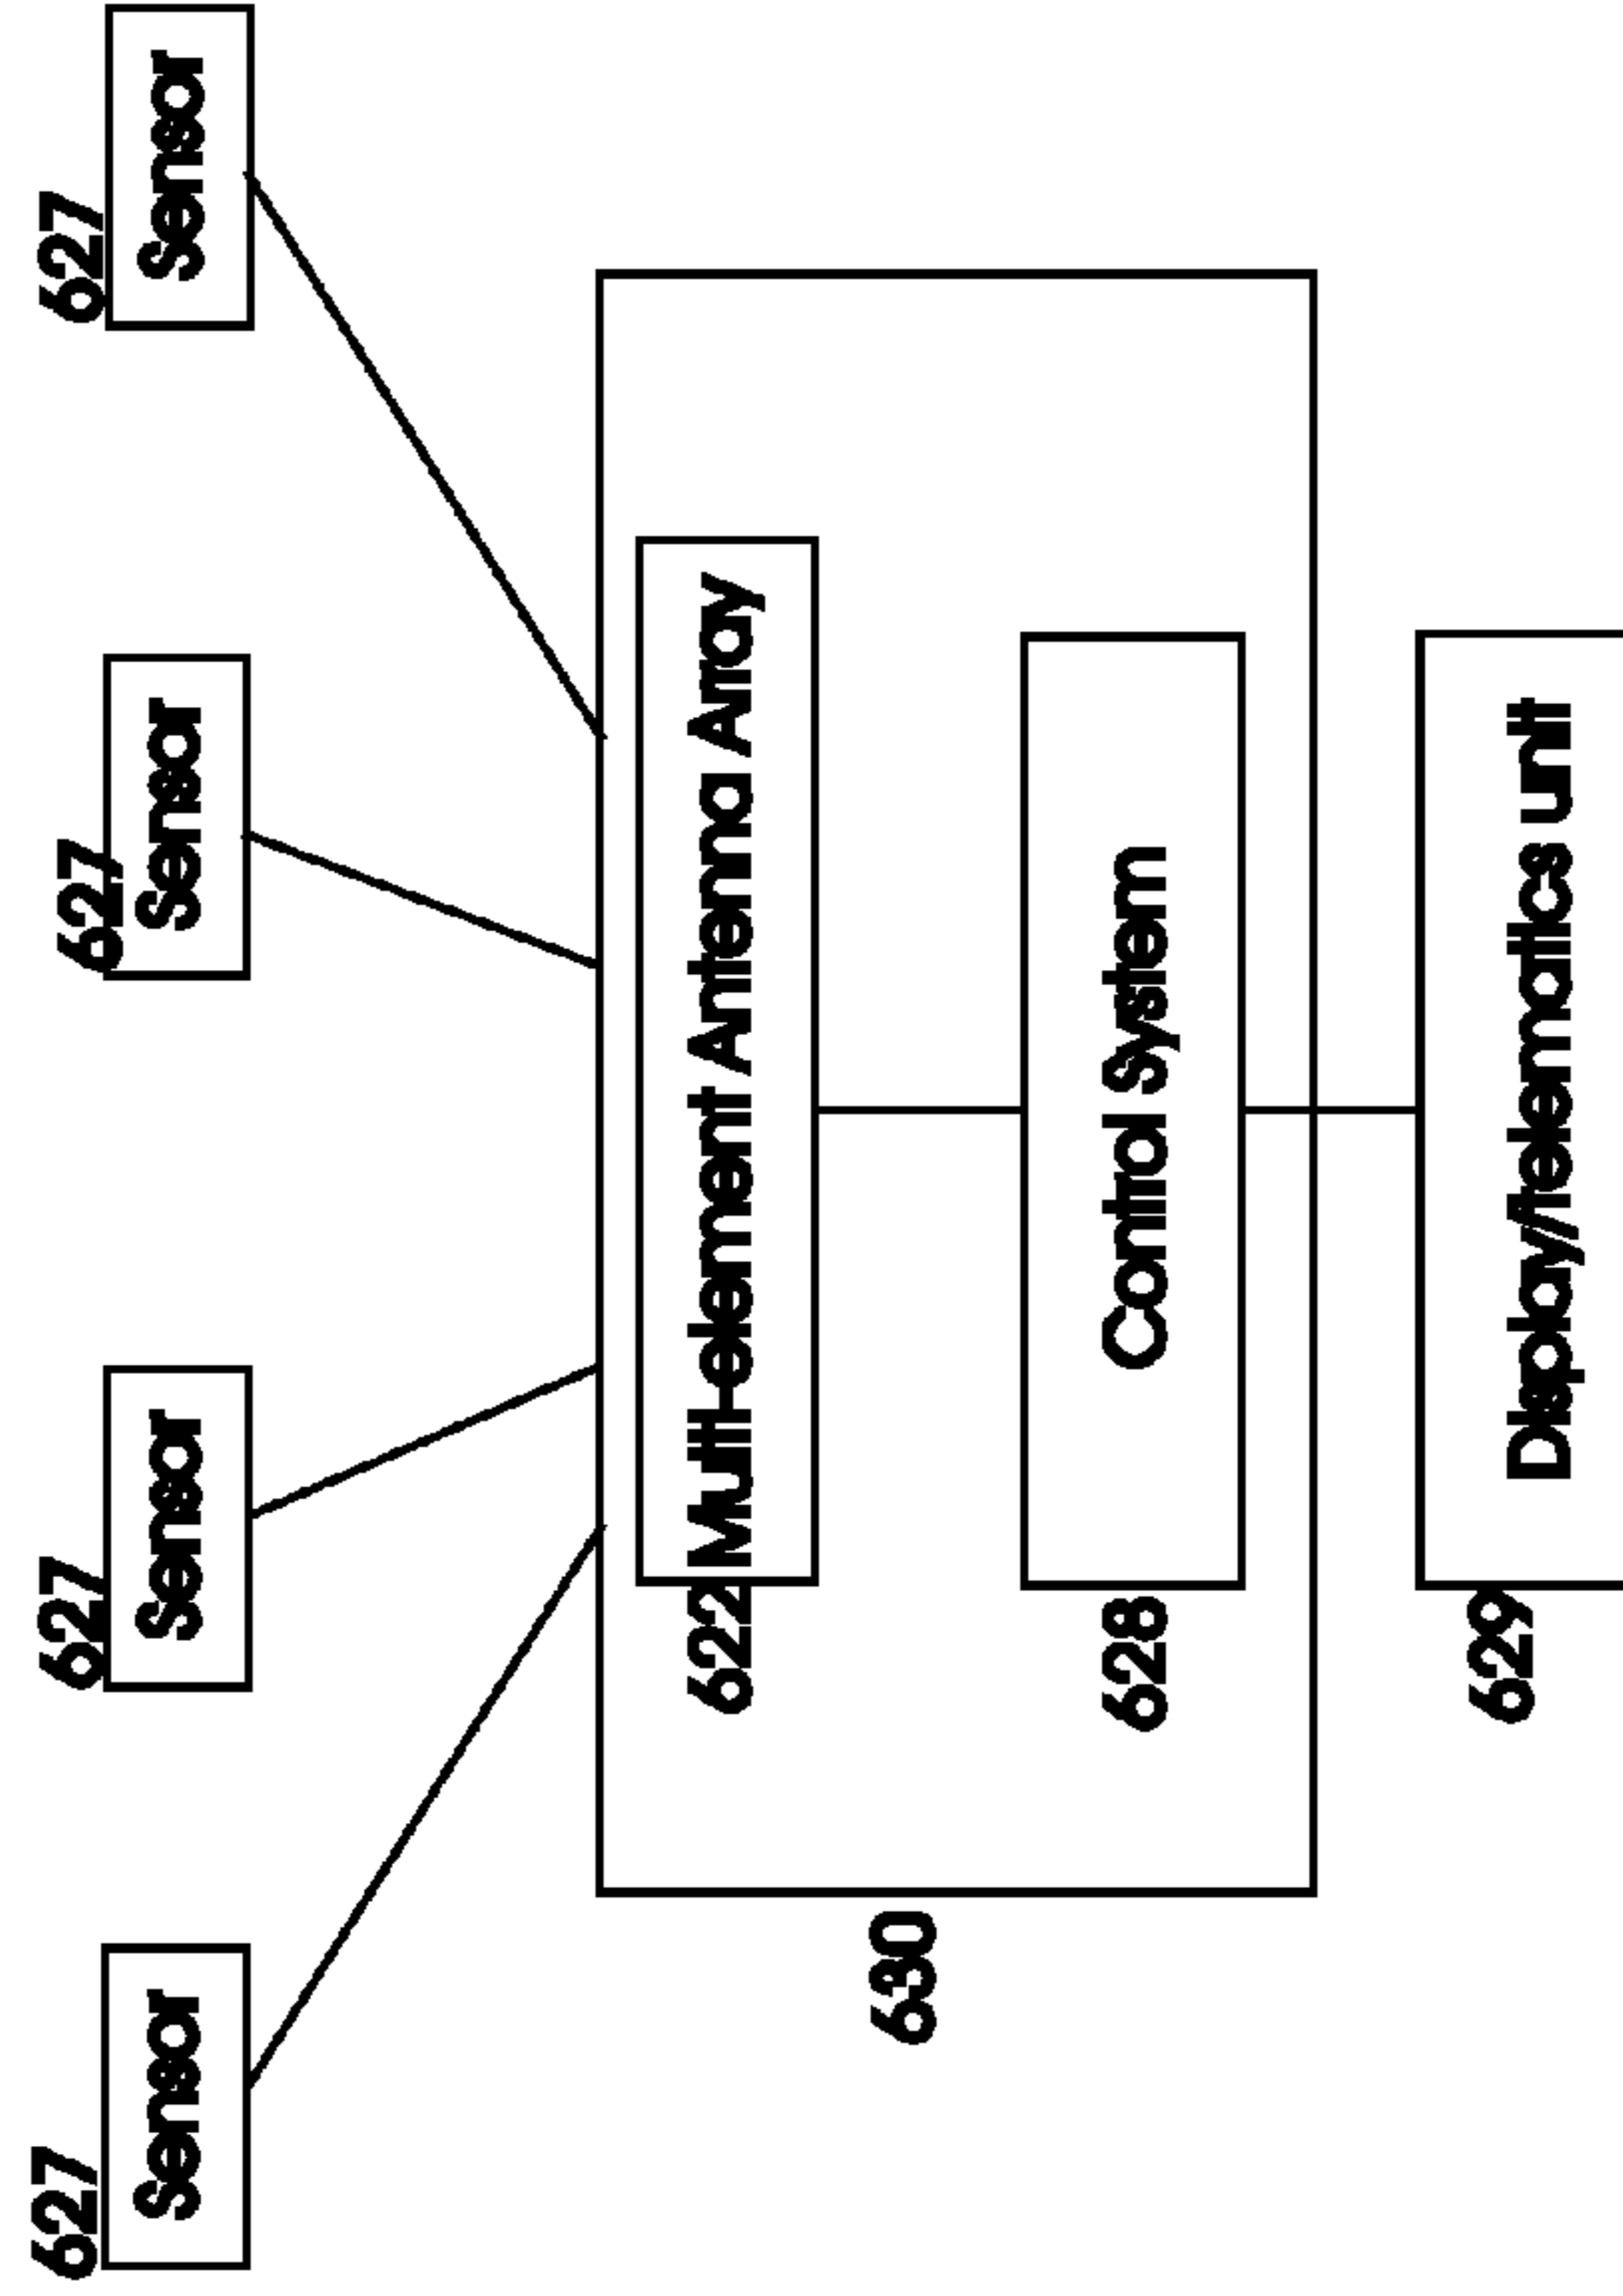 627
Sensor
627
Sensor
627
Sensor
627
Sensor
622 Multi-element Antenna Array
630
628 Control System
629 Display/telematics unit